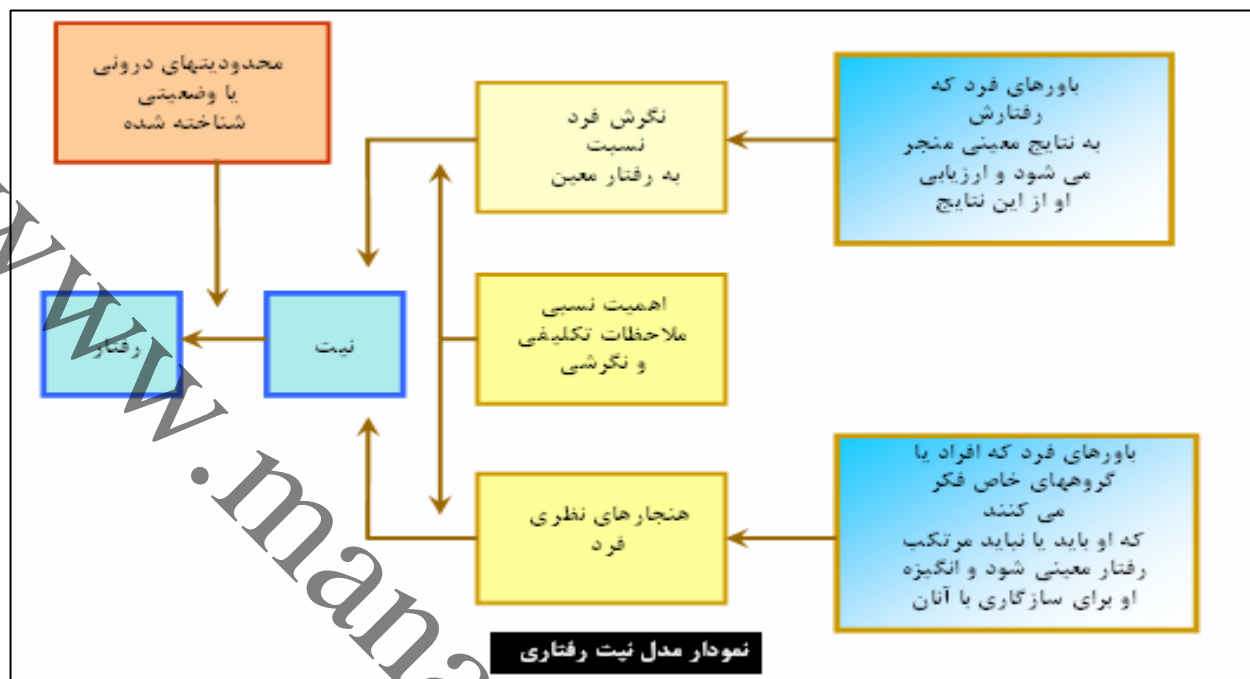 محدودیتهای درونی
یا وضعیتی
شناخته شده
نگرش فرد
نسبت
به رفتار معین
باورهای فرد که
رفتارش
به نتایج معینی منجر
می شود و ارزیابی
او از این نتایج
اهمیت نسبی
ملاحظات تکلیفی
و نگرشی
نیت
رفتار
هنجارهای نظری
فرد
باورهای فرد که افراد یا
گروههای خاص فکر
می کنند
که او باید یا نباید مرتکب
رفتار معینی شود و انگیزه
او برای سازگاری با آنان
نمودار مدل نیت رفتاری
www.mana